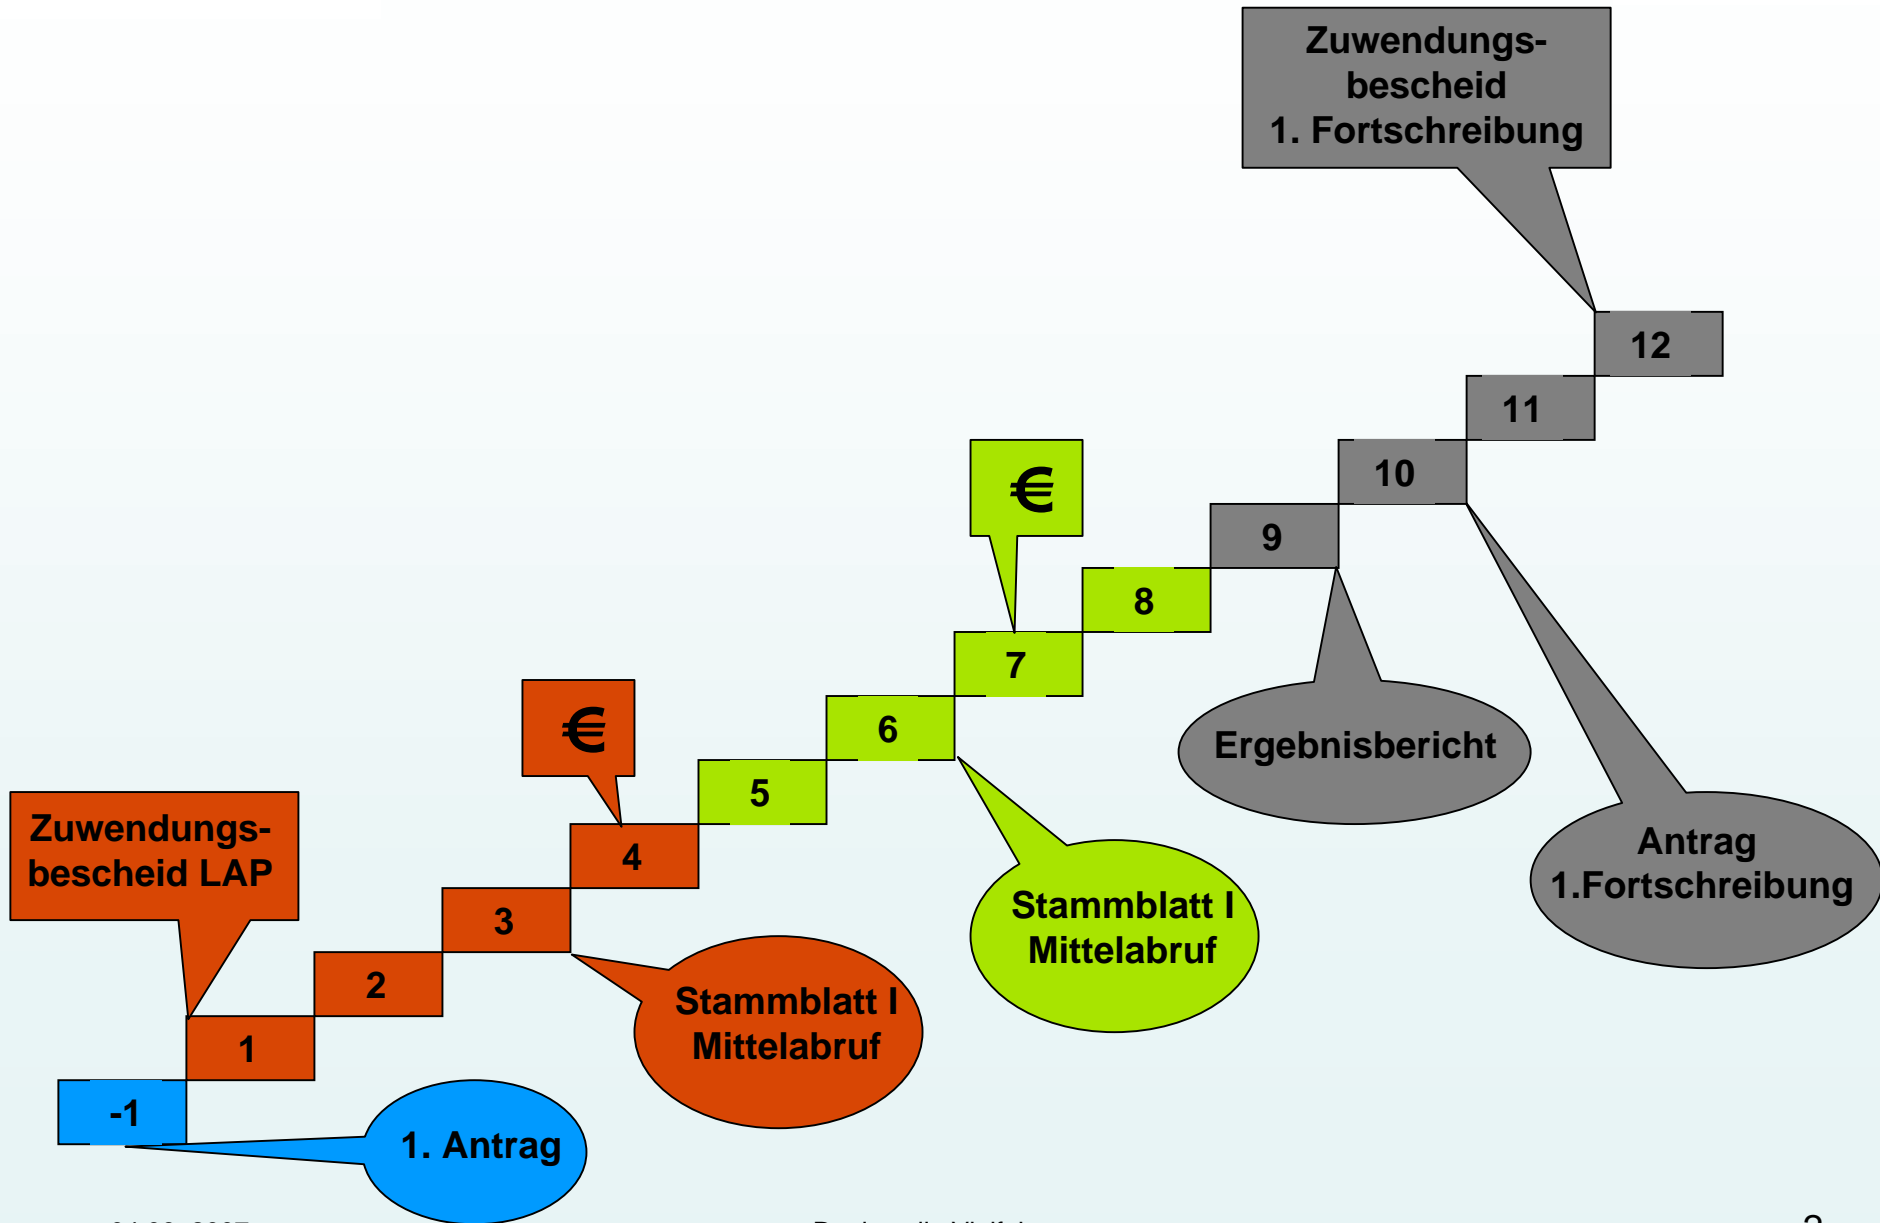 Zuwendungs-
bescheid
1. Fortschreibung
12
11
10
€
9
8
7
€
6
Ergebnisbericht
5
Zuwendungs-
bescheid LAP
4
Antrag
1.Fortschreibung
3
Stammblatt I
Mittelabruf
2
Stammblatt I
Mittelabruf
1
-1
1. Antrag